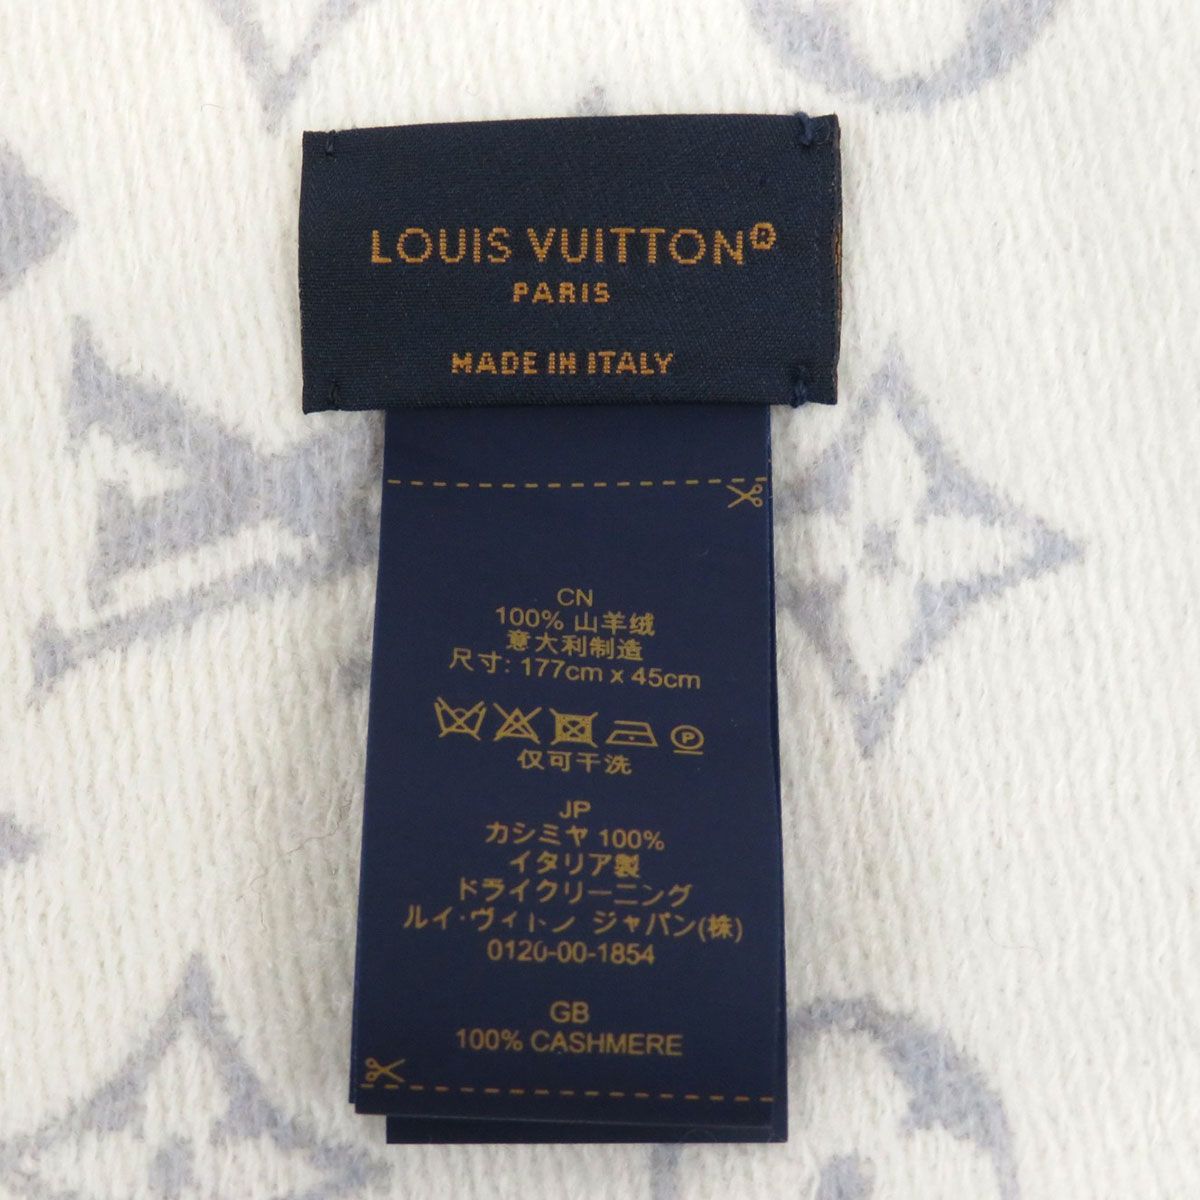 LOUIS VUITTON®
PARIS
MADE IN ITALY
CN
100% 山羊绒
意大利制造
尺寸: 177cm x 45cm
P
仅可干洗
JP
カシミヤ 100%
イタリア製
ドライクリーニング
ルイ・ヴィトン ジャパン(株)
0120-00-1854
GB
100% CASHMERE